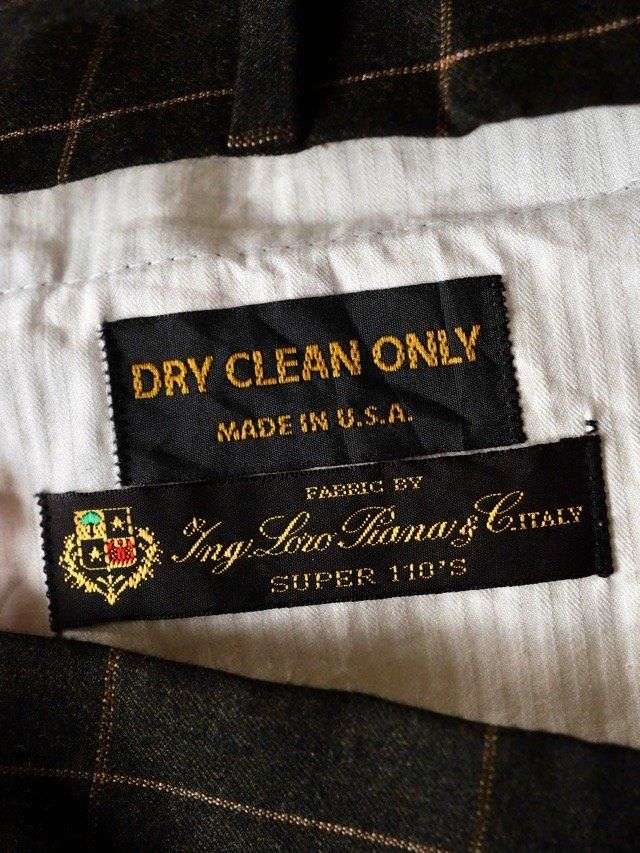 DRY CLEAN ONLY
MADE IN U.S.A.
FABRIC BY
Ing. Loro Piana & C. ITALY
SUPER 110'S